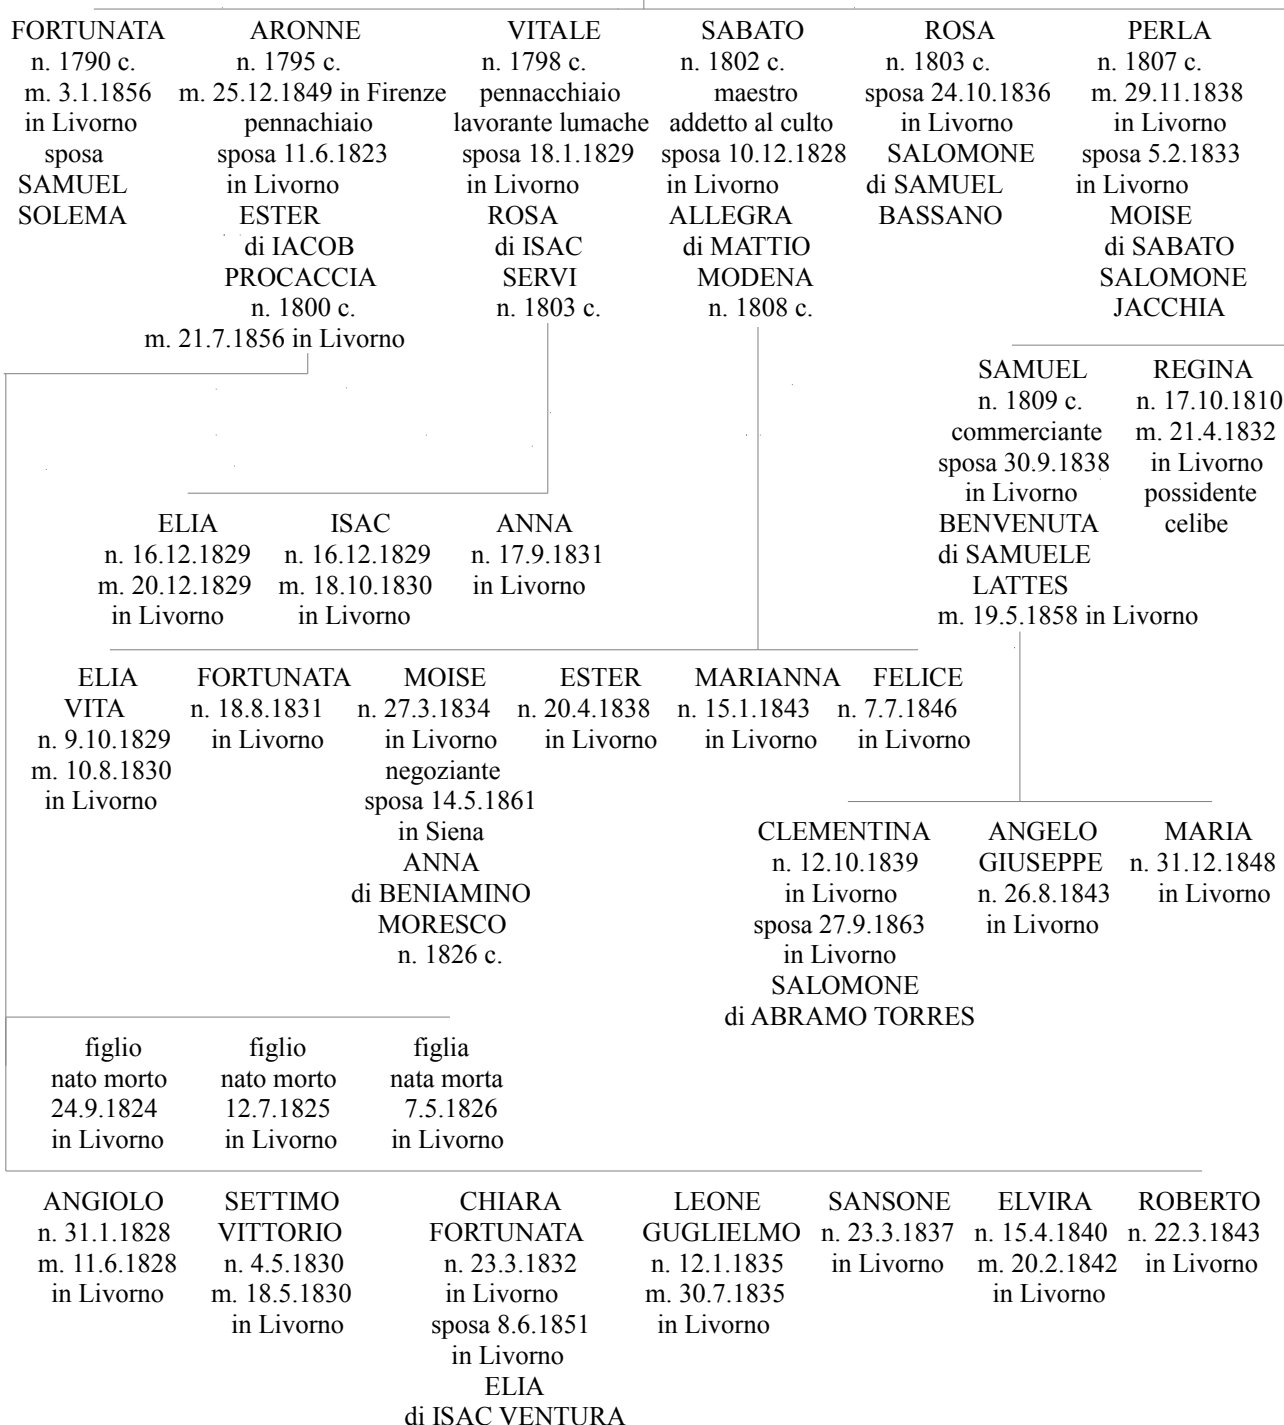 FORTUNATA
n. 1790 c.
m. 3.1.1856
in Livorno
sposa
SAMUEL
SOLEMA
ARONNE
n. 1795 c.
m. 25.12.1849 in Firenze
pennachiaio
sposa 11.6.1823
in Livorno
ESTER
di IACOB
PROCACCIA
n. 1800 c.
m. 21.7.1856 in Livorno
VITALE
n. 1798 c.
pennacchiaio
lavorante lumache
sposa 18.1.1829
in Livorno
ROSA
di ISAC
SERVI
n. 1803 c.
SABATO
n. 1802 c.
maestro
addetto al culto
sposa 10.12.1828
in Livorno
ALLEGRA
di MATTIO
MODENA
n. 1808 c.
ROSA
n. 1803 c.
sposa 24.10.1836
in Livorno
SALOMONE
di SAMUEL
BASSANO
PERLA
n. 1807 c.
m. 29.11.1838
in Livorno
sposa 5.2.1833
in Livorno
MOISE
di SABATO
SALOMONE
JACCHIA
SAMUEL
n. 1809 c.
commerciante
sposa 30.9.1838
in Livorno
BENVENUTA
di SAMUELE
LATTES
m. 19.5.1858 in Livorno
REGINA
n. 17.10.1810
m. 21.4.1832
in Livorno
possidente
celibe
ELIA
n. 16.12.1829
m. 20.12.1829
in Livorno
ISAC
n. 16.12.1829
m. 18.10.1830
in Livorno
ANNA
n. 17.9.1831
in Livorno
ELIA
VITA
n. 9.10.1829
m. 10.8.1830
in Livorno
FORTUNATA
n. 18.8.1831
in Livorno
MOISE
n. 27.3.1834
in Livorno
negoziante
sposa 14.5.1861
in Siena
ANNA
di BENIAMINO
MORESCO
n. 1826 c.
ESTER
n. 20.4.1838
in Livorno
MARIANNA
n. 15.1.1843
in Livorno
FELICE
n. 7.7.1846
in Livorno
CLEMENTINA
n. 12.10.1839
in Livorno
sposa 27.9.1863
in Livorno
SALOMONE
di ABRAMO TORRES
ANGELO
GIUSEPPE
n. 26.8.1843
in Livorno
MARIA
n. 31.12.1848
in Livorno
figlio
nato morto
24.9.1824
in Livorno
figlio
nato morto
12.7.1825
in Livorno
figlia
nata morta
7.5.1826
in Livorno
ANGIOLO
n. 31.1.1828
m. 11.6.1828
in Livorno
SETTIMO
VITTORIO
n. 4.5.1830
m. 18.5.1830
in Livorno
CHIARA
FORTUNATA
n. 23.3.1832
in Livorno
sposa 8.6.1851
in Livorno
ELIA
di ISAC VENTURA
LEONE
GUGLIELMO
n. 12.1.1835
m. 30.7.1835
in Livorno
SANSONE
n. 23.3.1837
in Livorno
ELVIRA
n. 15.4.1840
m. 20.2.1842
in Livorno
ROBERTO
n. 22.3.1843
in Livorno